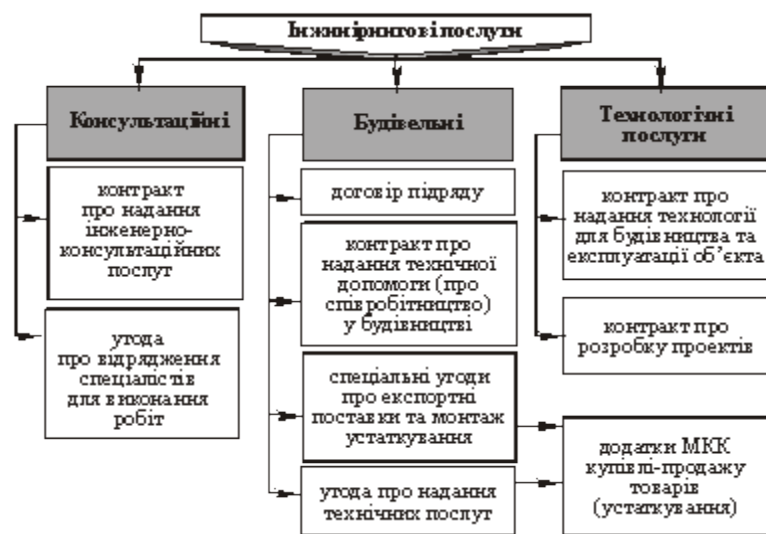 Інжинірингові послуги
Консультаційні
контракт
про надання
інженерно-
консультаційних
послуг
угода
про відрядження
спеціалістів
для виконання
робіт
Будівельні
договір підряду
контракт про
надання технічної
допомоги (про
співробітництво)
у будівництві
спеціальні угоди
про експортні
поставки та монтаж
устаткування
угода про надання
технічних послуг
Технологічні
послуги
контракт про
надання технології
для будівництва та
експлуатації об’єкта
контракт про
розробку проектів
додатки МКК
купівлі-продажу
товарів
(устаткування)